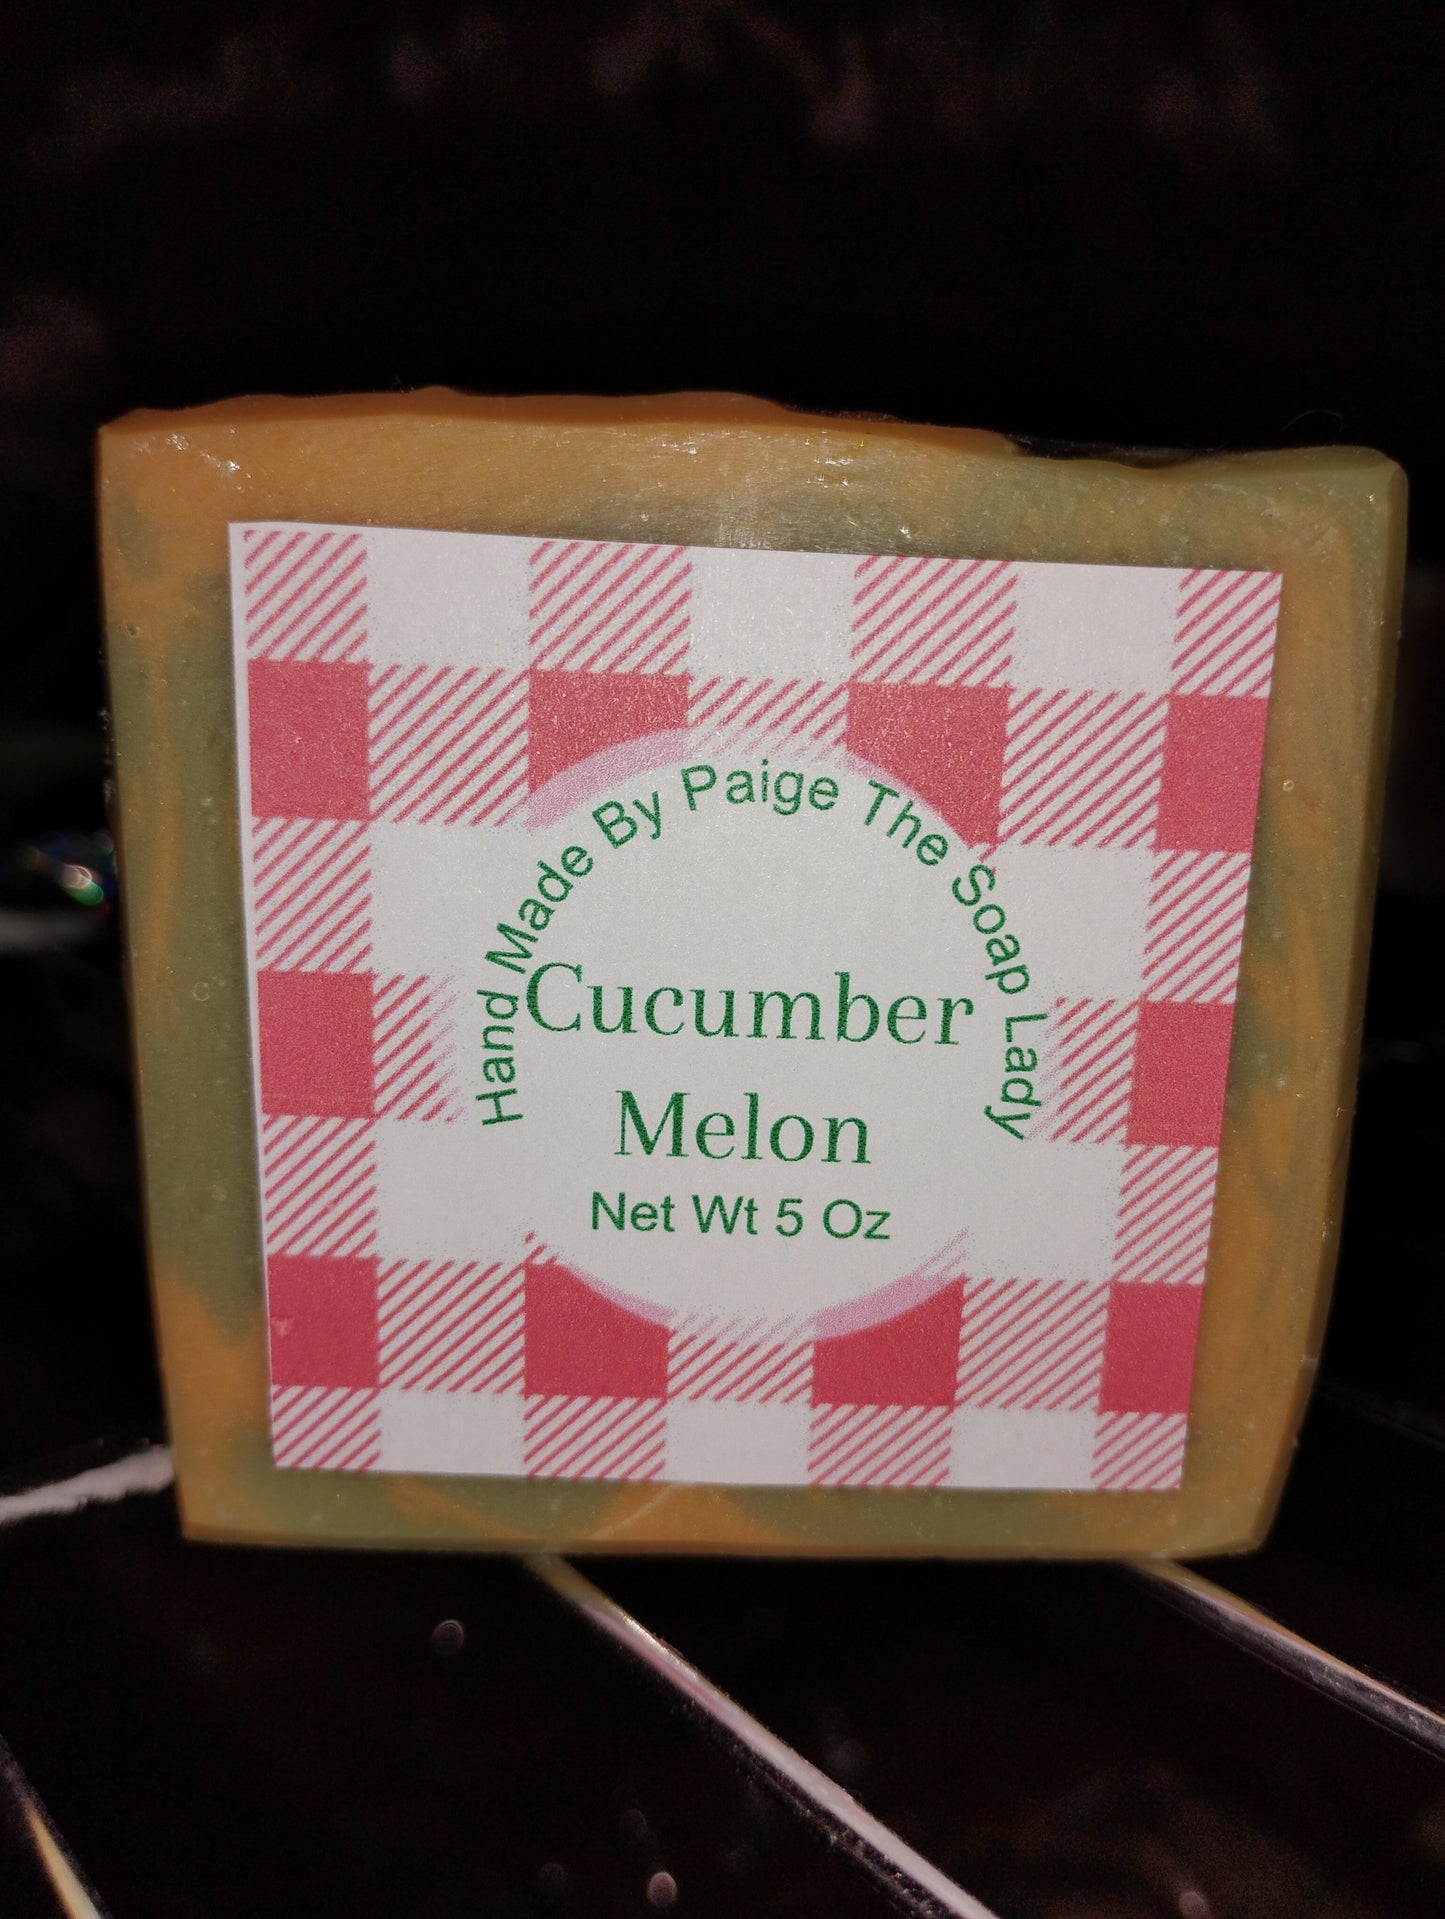 Hand Made By Paige The Soap Lady
Cucumber
Melon
Net Wt 5 Oz